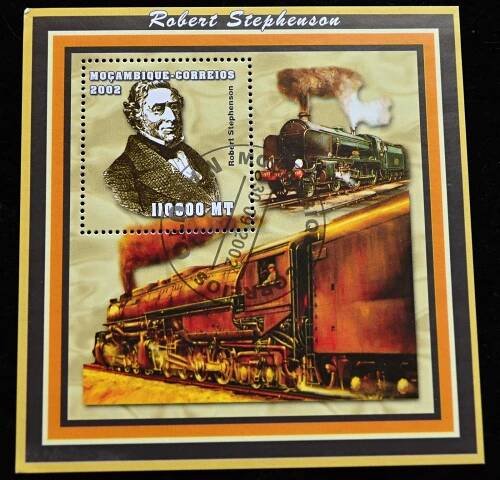 Robert Stephenson
MOÇAMBIQUE-CORREIOS
2002
Robert Stephenson
110000 MT